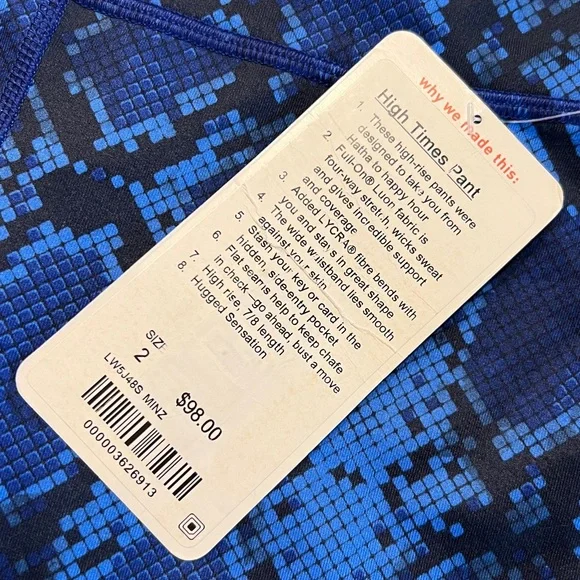 why we made this:
High Times Pant
1. These high-rise pants were
designed to take you from
Hatha to happy hour
2. Full-On® Luon fabric is
four-way stretch, wicks sweat
and gives incredible support
and coverage
3. Added LYCRA® fibre bends with
you and stays in great shape
4. The wide waistband lies smooth
against your skin
5. Stash your key or card in the
hidden, side-entry pocket
6. Flat seams help to keep chafe
in check - go ahead, bust a move
7. High rise, 7/8 length
8. Hugged Sensation
SIZE
2
$98.00
LW5J48S MINZ
000003626913